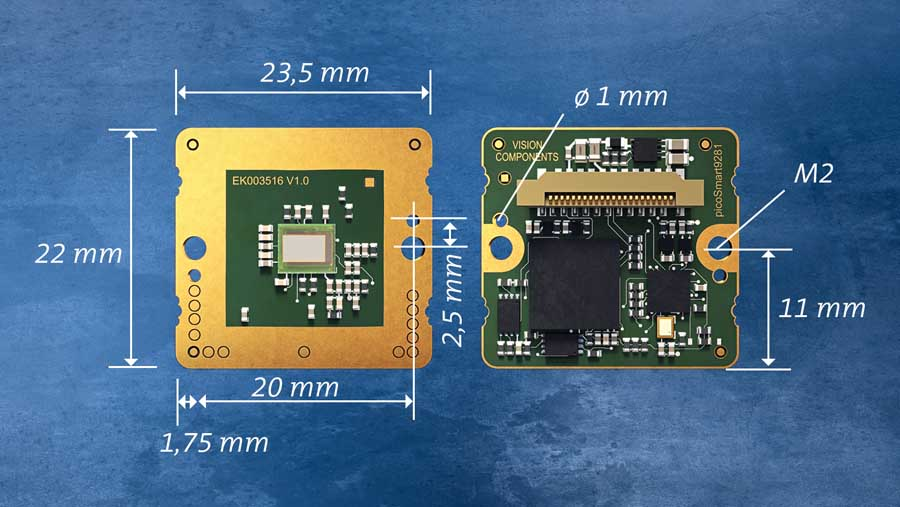 23,5 mm
ø 1 mm
VISION
COMPONENTS
picoSmart9281
M2
EK003516 V1.0
22 mm
2,5 mm
11 mm
20 mm
1,75 mm